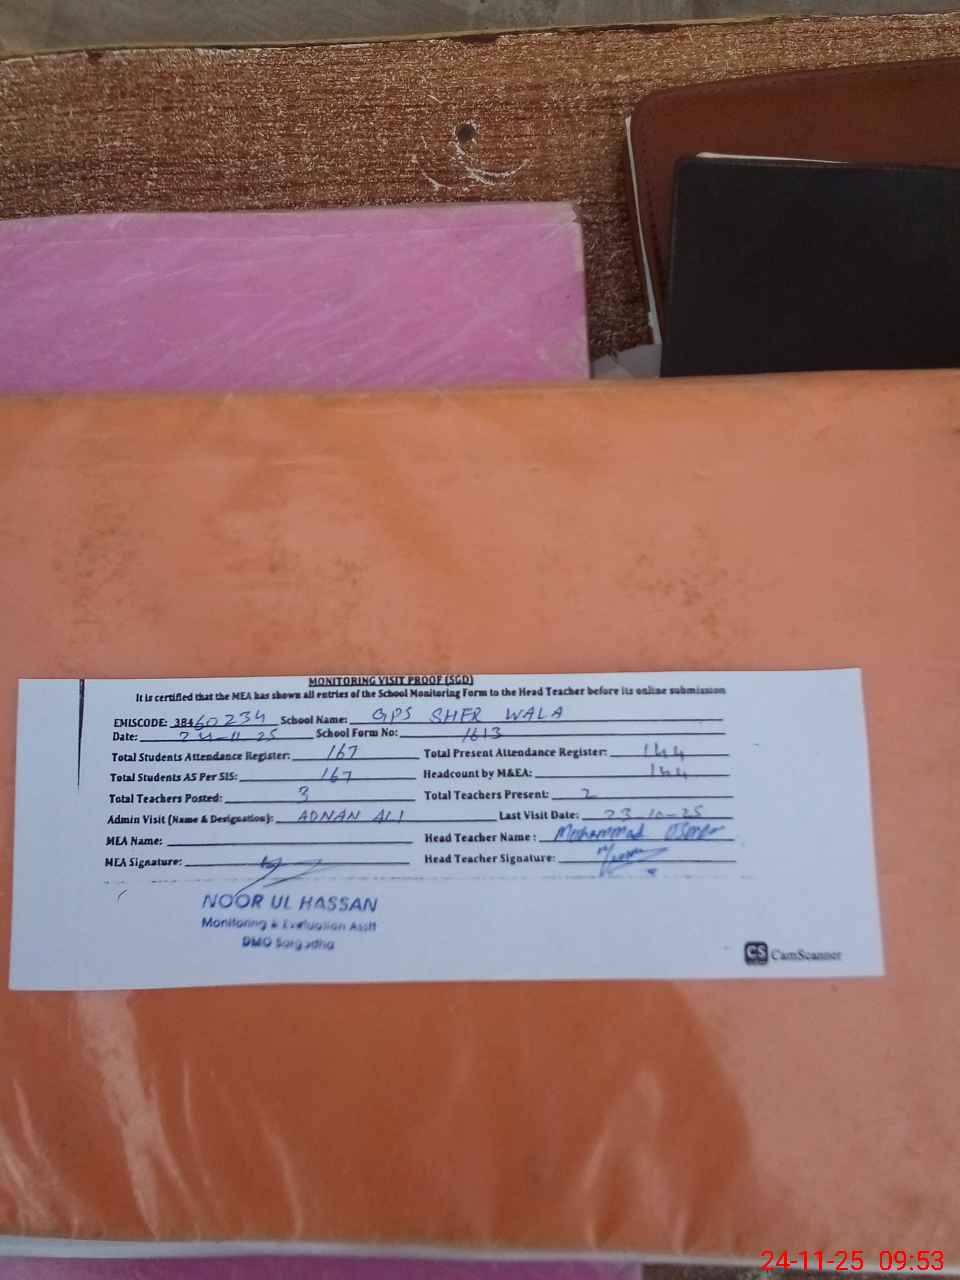 MONITORING VISIT PROOF (SGD)
It is certified that the MEA has shown all entries of the School Monitoring Form to the Head Teacher before its online submission
EMISCODE: 38460234 School Name: GPS SHER WALA
Date: 24-11-25 School Form No: 1613
Total Students Attendance Register: 167 Total Present Attendance Register: 144
Total Students AS Per SIS: 167 Headcount by M&EA: 144
Total Teachers Posted: 3 Total Teachers Present: 2
Admin Visit (Name & Designation): ADNAN ALI Last Visit Date: 23-10-25
MEA Name: Head Teacher Name: Mohammad Usman
MEA Signature: Head Teacher Signature:
NOOR UL HASSAN
Monitoring & Evaluation Asstt
DMO Sargodha
CS CamScanner
24-11-25 09:53